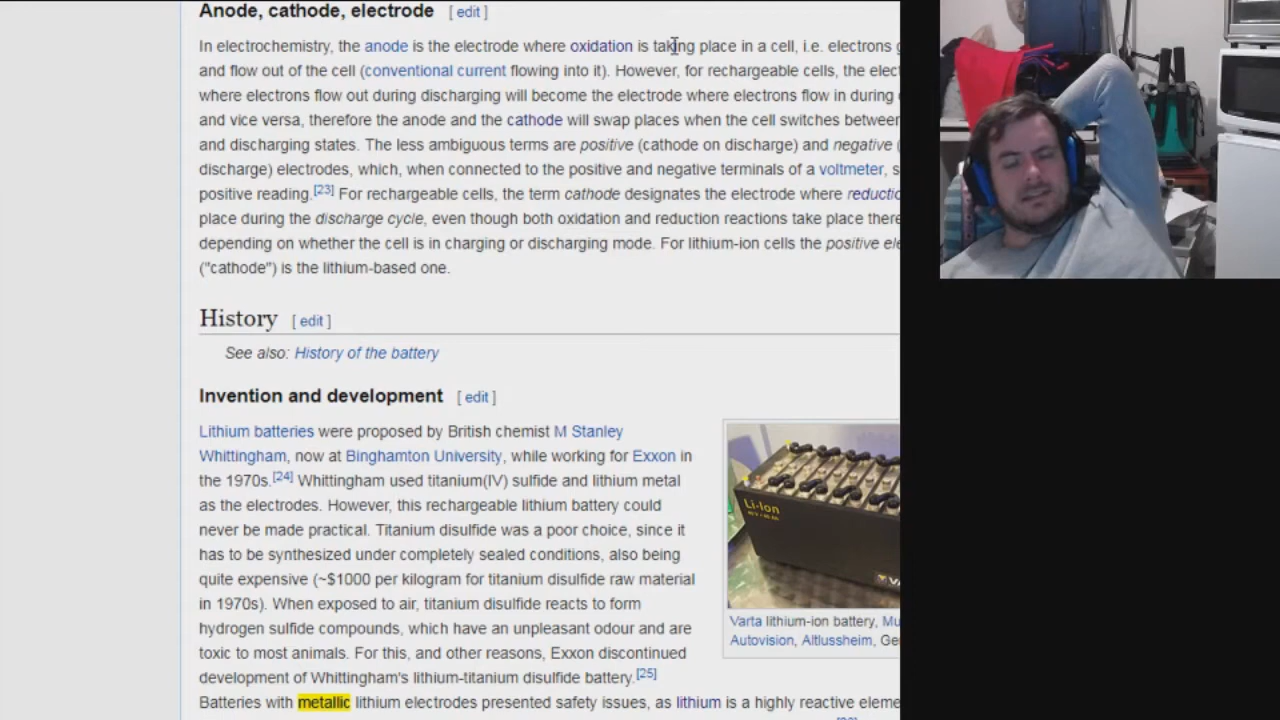 Anode, cathode, electrode [ edit ]
In electrochemistry, the anode is the electrode where oxidation is taking place in a cell, i.e. electrons
and flow out of the cell (conventional current flowing into it). However, for rechargeable cells, the elect
where electrons flow out during discharging will become the electrode where electrons flow in during
and vice versa, therefore the anode and the cathode will swap places when the cell switches between
and discharging states. The less ambiguous terms are positive (cathode on discharge) and negative (
discharge) electrodes, which, when connected to the positive and negative terminals of a voltmeter, s
positive reading.[23] For rechargeable cells, the term cathode designates the electrode where reductio
place during the discharge cycle, even though both oxidation and reduction reactions take place there
depending on whether the cell is in charging or discharging mode. For lithium-ion cells the positive ele
("cathode") is the lithium-based one.
History [ edit ]
See also: History of the battery
Invention and development [ edit ]
Lithium batteries were proposed by British chemist M Stanley
Whittingham, now at Binghamton University, while working for Exxon in
the 1970s.[24] Whittingham used titanium(IV) sulfide and lithium metal
as the electrodes. However, this rechargeable lithium battery could
never be made practical. Titanium disulfide was a poor choice, since it
has to be synthesized under completely sealed conditions, also being
quite expensive (~$1000 per kilogram for titanium disulfide raw material
in 1970s). When exposed to air, titanium disulfide reacts to form
hydrogen sulfide compounds, which have an unpleasant odour and are
toxic to most animals. For this, and other reasons, Exxon discontinued
development of Whittingham's lithium-titanium disulfide battery.[25]
Batteries with metallic lithium electrodes presented safety issues, as lithium is a highly reactive eleme
Li-Ion
VA
Varta lithium-ion battery, Mu
Autovision, Altlussheim, Ge